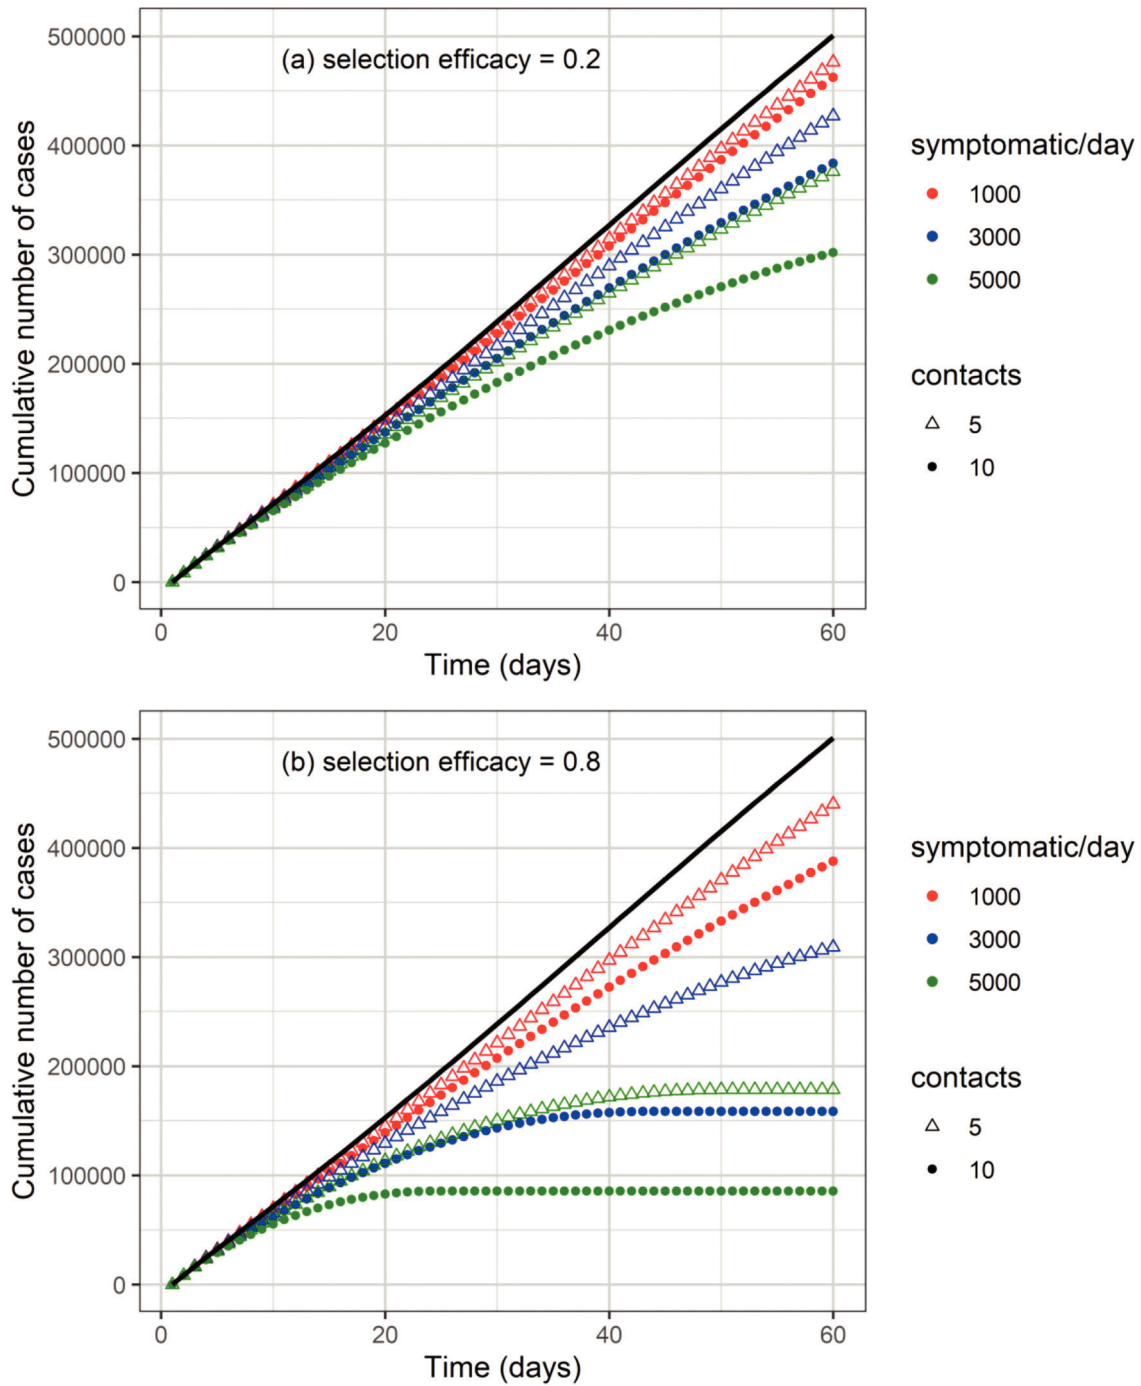 (a) selection efficacy = 0.2
Cumulative number of cases
500000
400000
300000
200000
100000
0
0 20 40 60
Time (days)
symptomatic/day
1000
3000
5000
contacts
5
10
(b) selection efficacy = 0.8
Cumulative number of cases
500000
400000
300000
200000
100000
0
0 20 40 60
Time (days)
symptomatic/day
1000
3000
5000
contacts
5
10